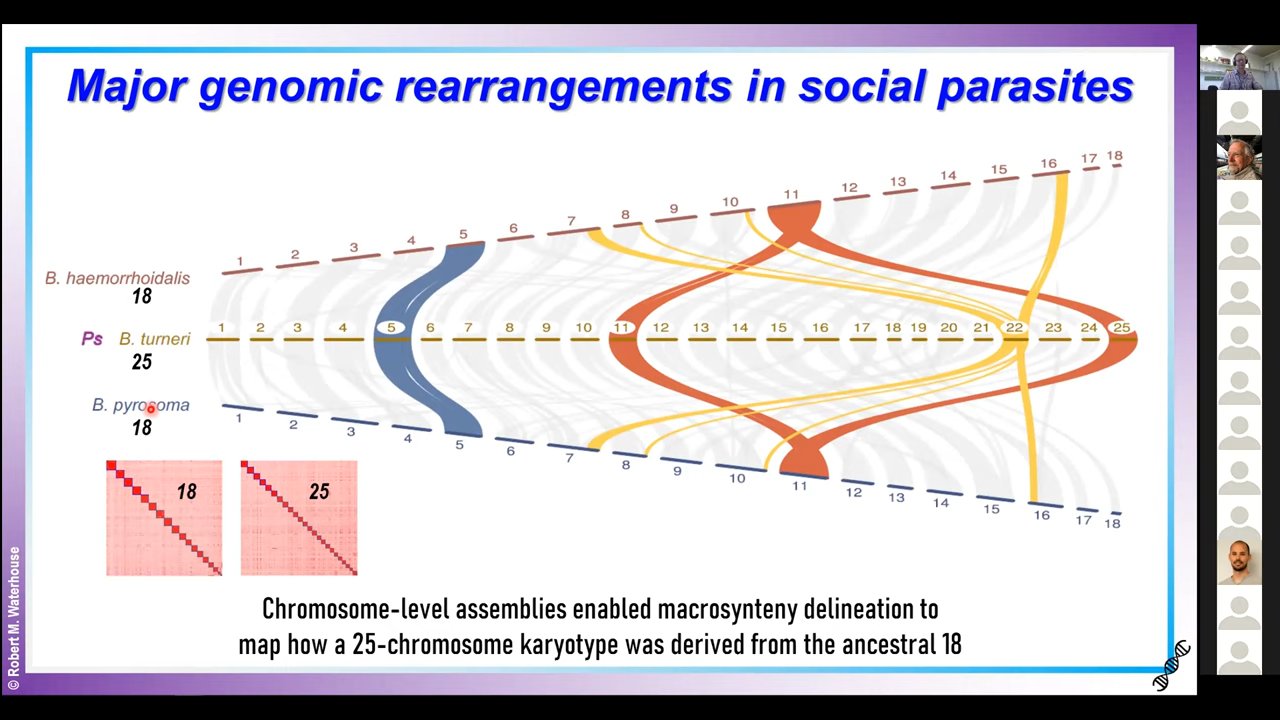 Major genomic rearrangements in social parasites
1 2 3 4 5 6 7 8 9 10 11 12 13 14 15 16 17 18
B. haemorrhoidalis
18
1 2 3 4 5 6 7 8 9 10 11 12 13 14 15 16 17 18 19 20 21 22 23 24 25
Ps B. turneri
25
B. pyrosoma
18
1 2 3 4 5 6 7 8 9 10 11 12 13 14 15 16 17 18
18 25
Chromosome-level assemblies enabled macrosynteny delineation to
map how a 25-chromosome karyotype was derived from the ancestral 18
© Robert M. Waterhouse